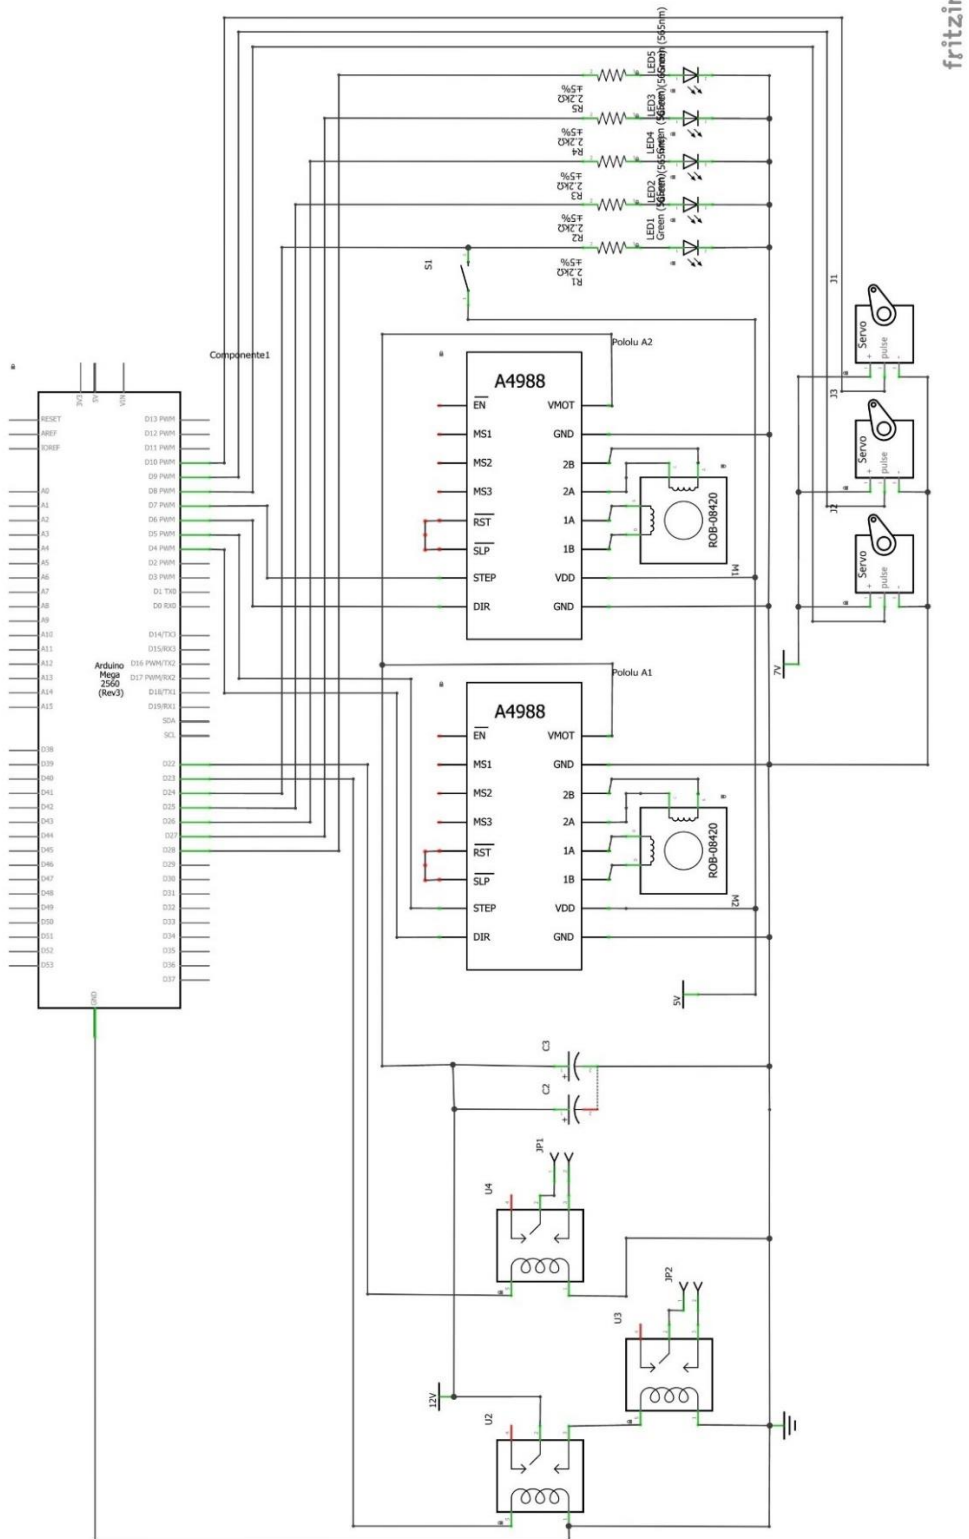 fritzin
LED5
Green (565nm)
±5%
2.2kΩ
R5
LED3
±5%
2.2kΩ
R4
LED4
±5%
2.2kΩ
R3
LED2
±5%
2.2kΩ
R2
LED1
±5%
2.2kΩ
R1
S1
J1
Servo
pulse
+
-
J3
Servo
pulse
+
-
J2
Servo
pulse
+
-
7V
Componente1
3V3
5V
VIN
RESET
AREF
IOREF
A0
A1
A2
A3
A4
A5
A6
A7
A8
A9
A10
A11
A12
A13
A14
A15
D38
D39
D40
D41
D42
D43
D44
D45
D46
D47
D48
D49
D50
D51
D52
D53
Arduino
Mega
2560
(Rev3)
D13 PWM
D12 PWM
D11 PWM
D10 PWM
D9 PWM
D8 PWM
D7 PWM
D6 PWM
D5 PWM
D4 PWM
D2 PWM
D3 PWM
D1 TX0
D0 RX0
D14/TX3
D15/RX3
D16 PWM/TX2
D17 PWM/RX2
D18/TX1
D19/RX1
SDA
SCL
D22
D23
D24
D25
D26
D27
D28
D29
D30
D31
D32
D33
D34
D35
D36
D37
GND
Pololu A2
A4988
EN
MS1
MS2
MS3
RST
SLP
STEP
DIR
VMOT
GND
2B
2A
1A
1B
VDD
GND
ROB-08420
M1
Pololu A1
A4988
EN
MS1
MS2
MS3
RST
SLP
STEP
DIR
VMOT
GND
2B
2A
1A
1B
VDD
GND
ROB-08420
M2
5V
C3
+
C2
+
JP1
U4
JP2
U3
12V
U2